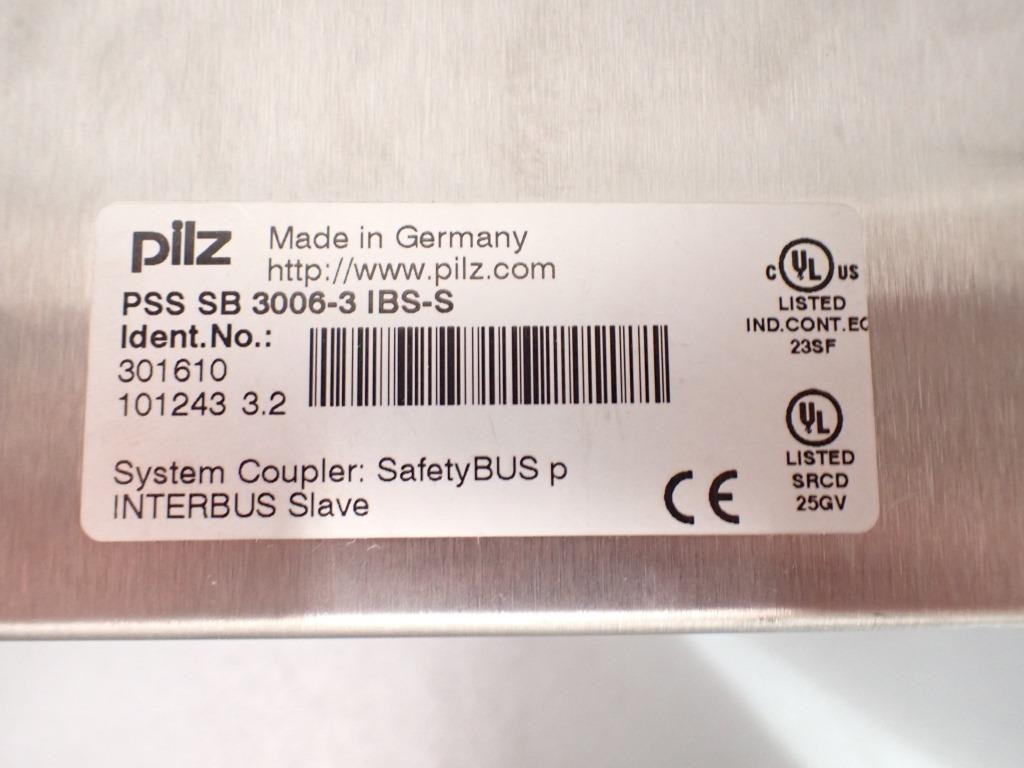 pilz
Made in Germany
http://www.pilz.com
PSS SB 3006-3 IBS-S
Ident.No.:
301610
101243 3.2
System Coupler: SafetyBUS p
INTERBUS Slave
CE
C UL US
LISTED
IND.CONT.EQ
23SF
UL
LISTED
SRCD
25GV